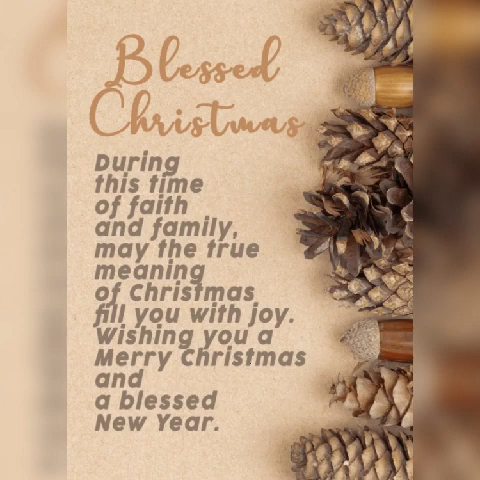 Blessed
Christmas
During
this time
of faith
and family,
may the true
meaning
of Christmas
fill you with joy.
Wishing you a
Merry Christmas
and
a blessed
New Year.